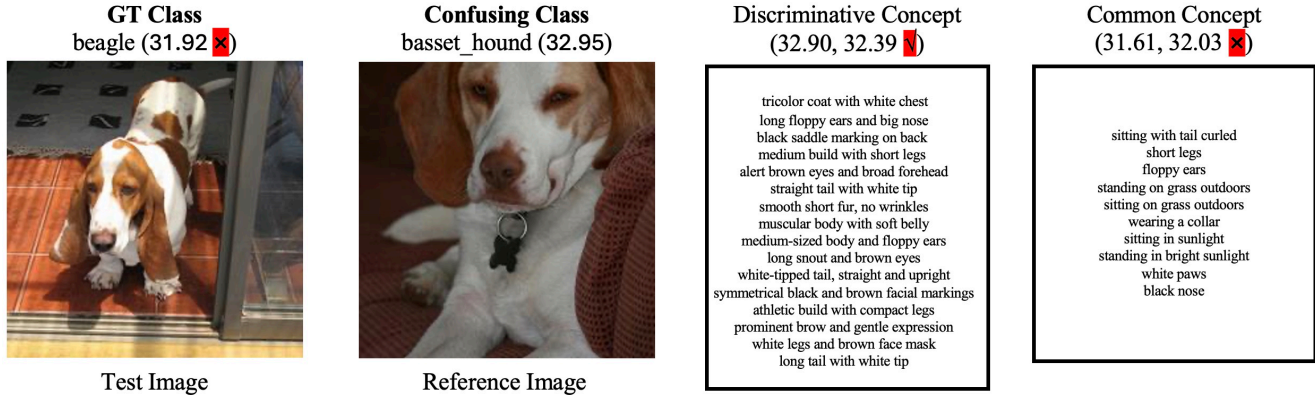 GT Class
beagle (31.92 ×)
Test Image
Confusing Class
basset_hound (32.95)
Reference Image
Discriminative Concept
(32.90, 32.39 √)
tricolor coat with white chest
long floppy ears and big nose
black saddle marking on back
medium build with short legs
alert brown eyes and broad forehead
straight tail with white tip
smooth short fur, no wrinkles
muscular body with soft belly
medium-sized body and floppy ears
long snout and brown eyes
white-tipped tail, straight and upright
symmetrical black and brown facial markings
athletic build with compact legs
prominent brow and gentle expression
white legs and brown face mask
long tail with white tip
Common Concept
(31.61, 32.03 ×)
sitting with tail curled
short legs
floppy ears
standing on grass outdoors
sitting on grass outdoors
wearing a collar
sitting in sunlight
standing in bright sunlight
white paws
black nose